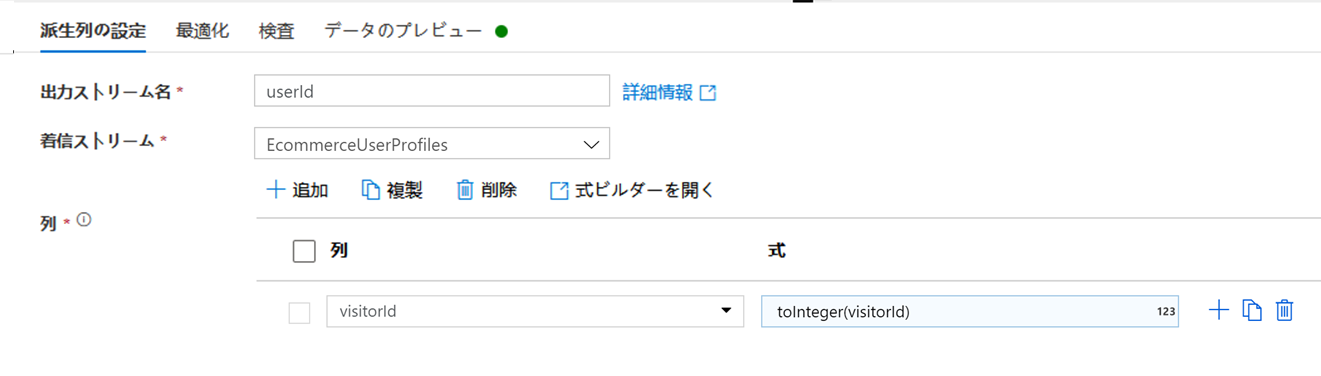 派生列の設定 最適化 検査 データのプレビュー
出力ストリーム名 * userId 詳細情報
着信ストリーム * EcommerceUserProfiles
追加 複製 削除 式ビルダーを開く
列 *
列 式
visitorId toInteger(visitorId) 123